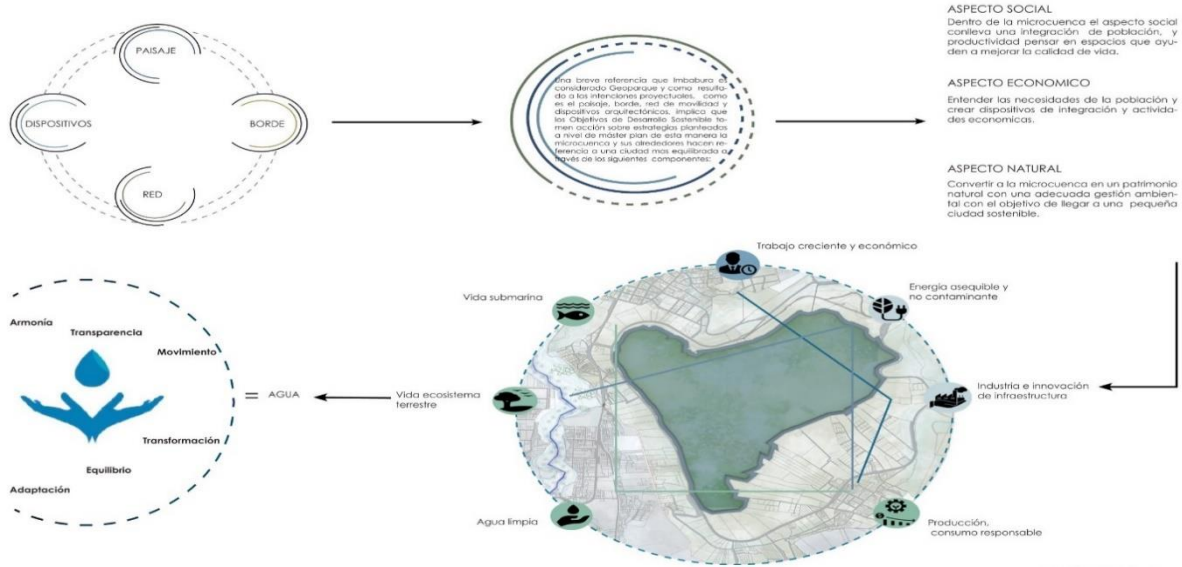 PAISAJE
DISPOSITIVOS
BORDE
RED
Una breve referencia que Imbabura es
considerado Geoparque y como resulta-
do a los intenciones proyectuales, como
es el paisaje, borde, red de movilidad y
dispositivos arquitectónicos, implica que
los Objetivos de Desarrollo Sostenible to-
men acción sobre estrategias planteadas
a nivel de máster plan de esta manera la
microcuenca y sus alrededores hacen re-
ferencia a una ciudad mas equilibrada a
través de los siguientes componentes:
ASPECTO SOCIAL
Dentro de la microcuenca el aspecto social
conlleva una integración de población, y
productividad pensar en espacios que ayu-
den a mejorar la calidad de vida.
ASPECTO ECONOMICO
Entender las necesidades de la población y
crear dispositivos de integración y activida-
des economicas.
ASPECTO NATURAL
Convertir a la microcuenca en un patrimonio
natural con una adecuada gestión ambien-
tal con el objetivo de llegar a una pequeña
ciudad sostenible.
Trabajo creciente y económico
Energía asequible y
no contaminante
Industria e innovación
de infraestructura
Producción,
consumo responsable
Agua limpia
Vida ecosistema
terrestre
Vida submarina
= AGUA
Armonía
Transparencia
Movimiento
Transformación
Equilibrio
Adaptación